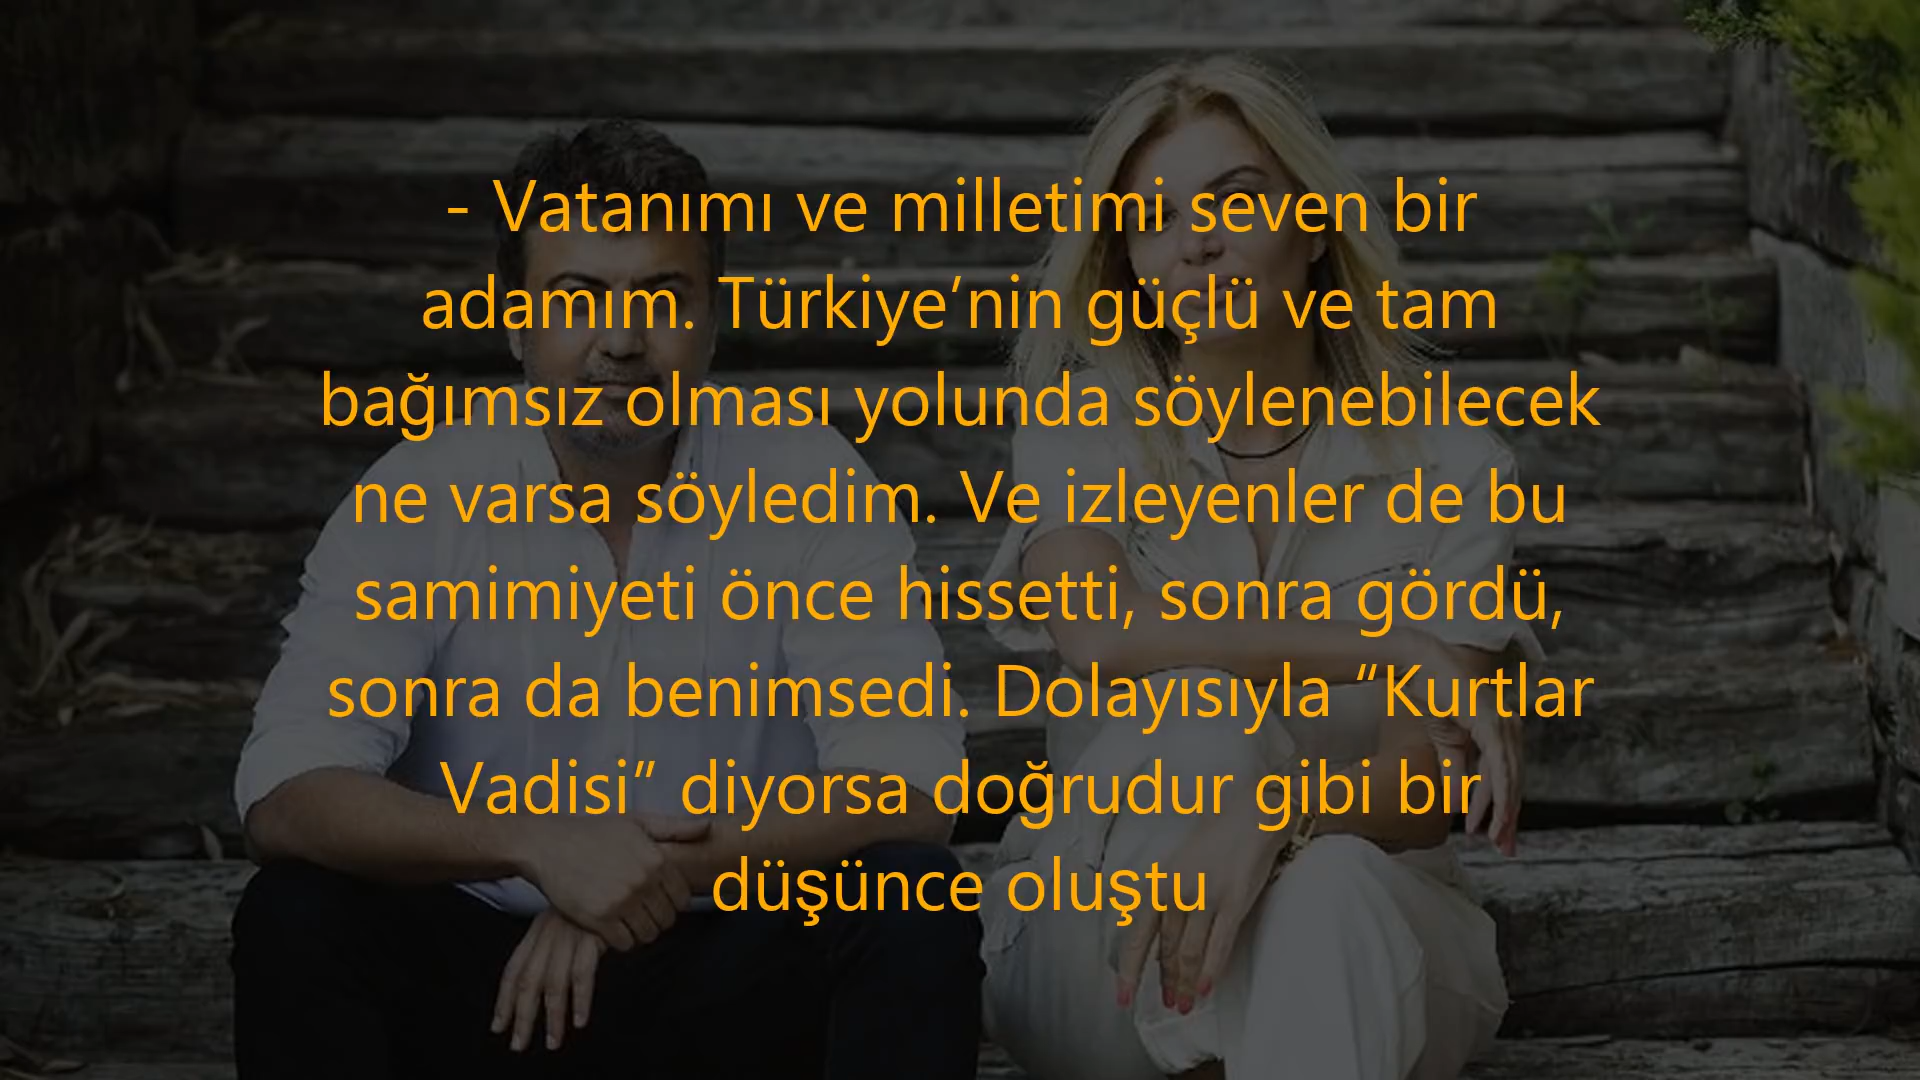 - Vatanımı ve milletimi seven bir
adamım. Türkiye’nin güçlü ve tam
bağımsız olması yolunda söylenebilecek
ne varsa söyledim. Ve izleyenler de bu
samimiyeti önce hissetti, sonra gördü,
sonra da benimsedi. Dolayısıyla “Kurtlar
Vadisi” diyorsa doğrudur gibi bir
düşünce oluştu